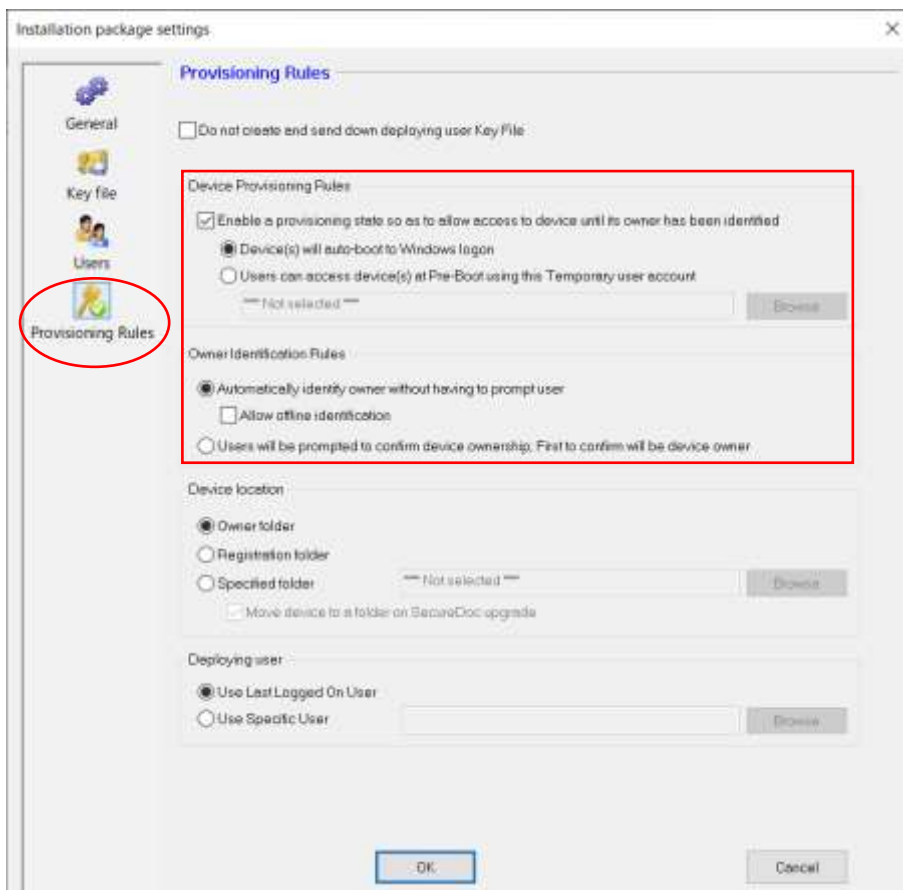 Installation package settings
General
Key file
Users
Provisioning Rules
Provisioning Rules
Do not create and send down deploying user Key File
Device Provisioning Rules
Enable a provisioning state so as to allow access to device until its owner has been identified
Device(s) will auto-boot to Windows logon
Users can access device(s) at Pre-Boot using this Temporary user account
*** Not selected ***
Browse
Owner Identification Rules
Automatically identify owner without having to prompt user
Allow offline identification
Users will be prompted to confirm device ownership, First to confirm will be device owner
Device location
Owner folder
Registration folder
Specified folder
*** Not selected ***
Browse
Move device to a folder on SecureDoc upgrade
Deploying user
Use Last Logged On User
Use Specific User
Browse
OK
Cancel